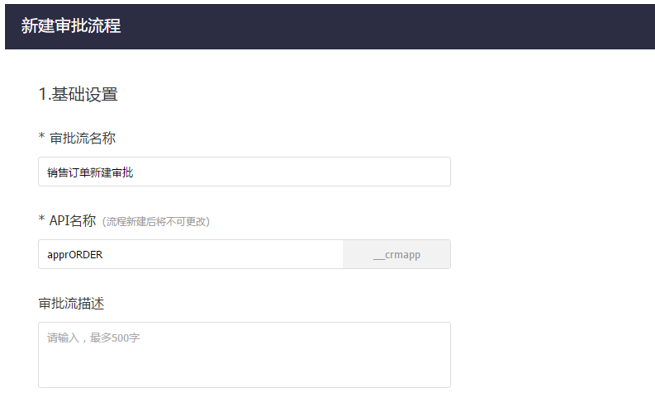 新建审批流程
1.基础设置
* 审批流名称
销售订单新建审批
* API名称（流程新建后将不可更改）
apprORDER __crmapp
审批流描述
请输入，最多500字